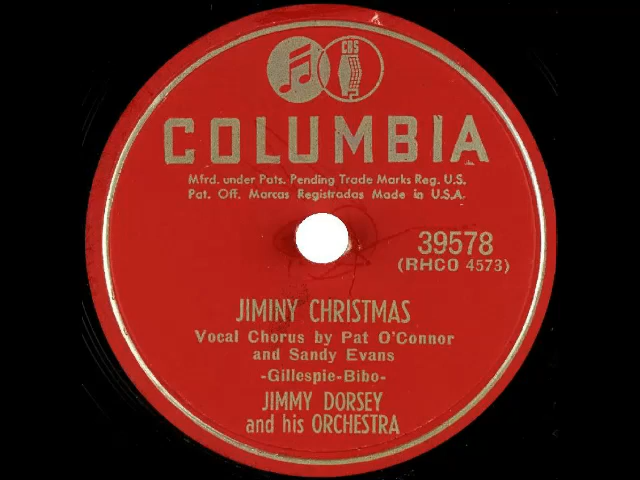 CBS
COLUMBIA
Mfrd. under Pats. Pending Trade Marks Reg. U.S.
Pat. Off. Marcas Registradas Made in U.S.A.
39578
(RHCO 4573)
JIMINY CHRISTMAS
Vocal Chorus by Pat O'Connor
and Sandy Evans
-Gillespie-Bibo-
JIMMY DORSEY
and his ORCHESTRA